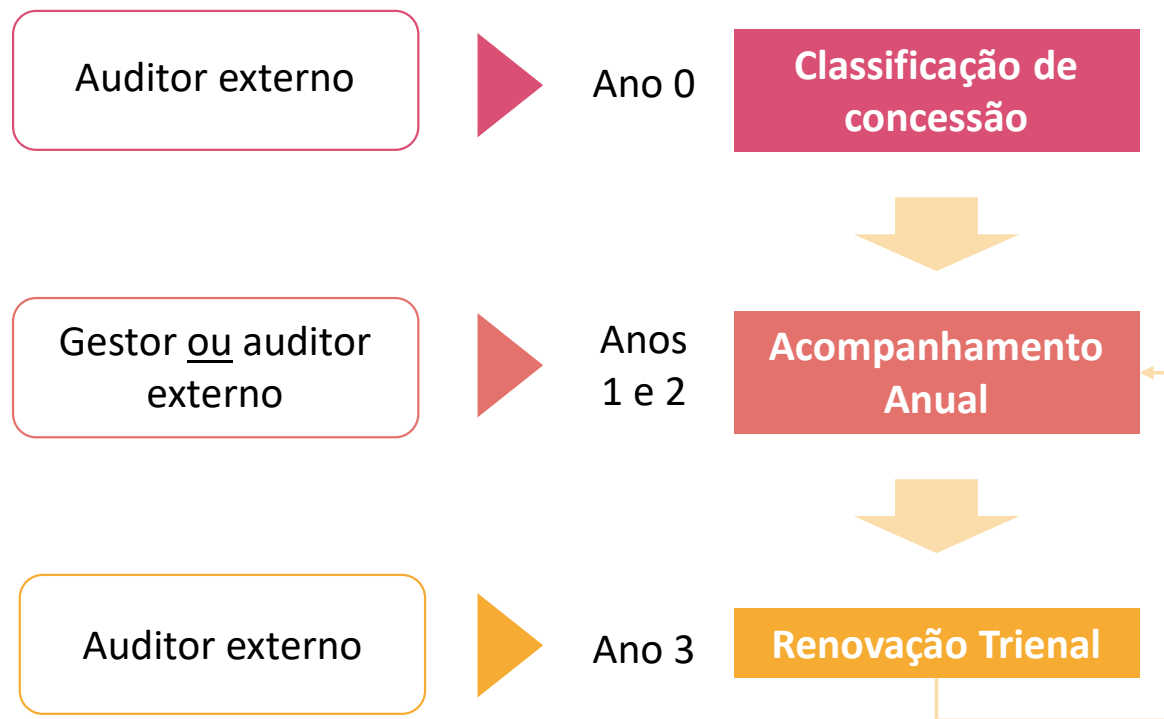 Auditor externo
Ano 0
Classificação de
concessão
Gestor ou auditor
externo
Anos
1 e 2
Acompanhamento
Anual
Auditor externo
Ano 3
Renovação Trienal